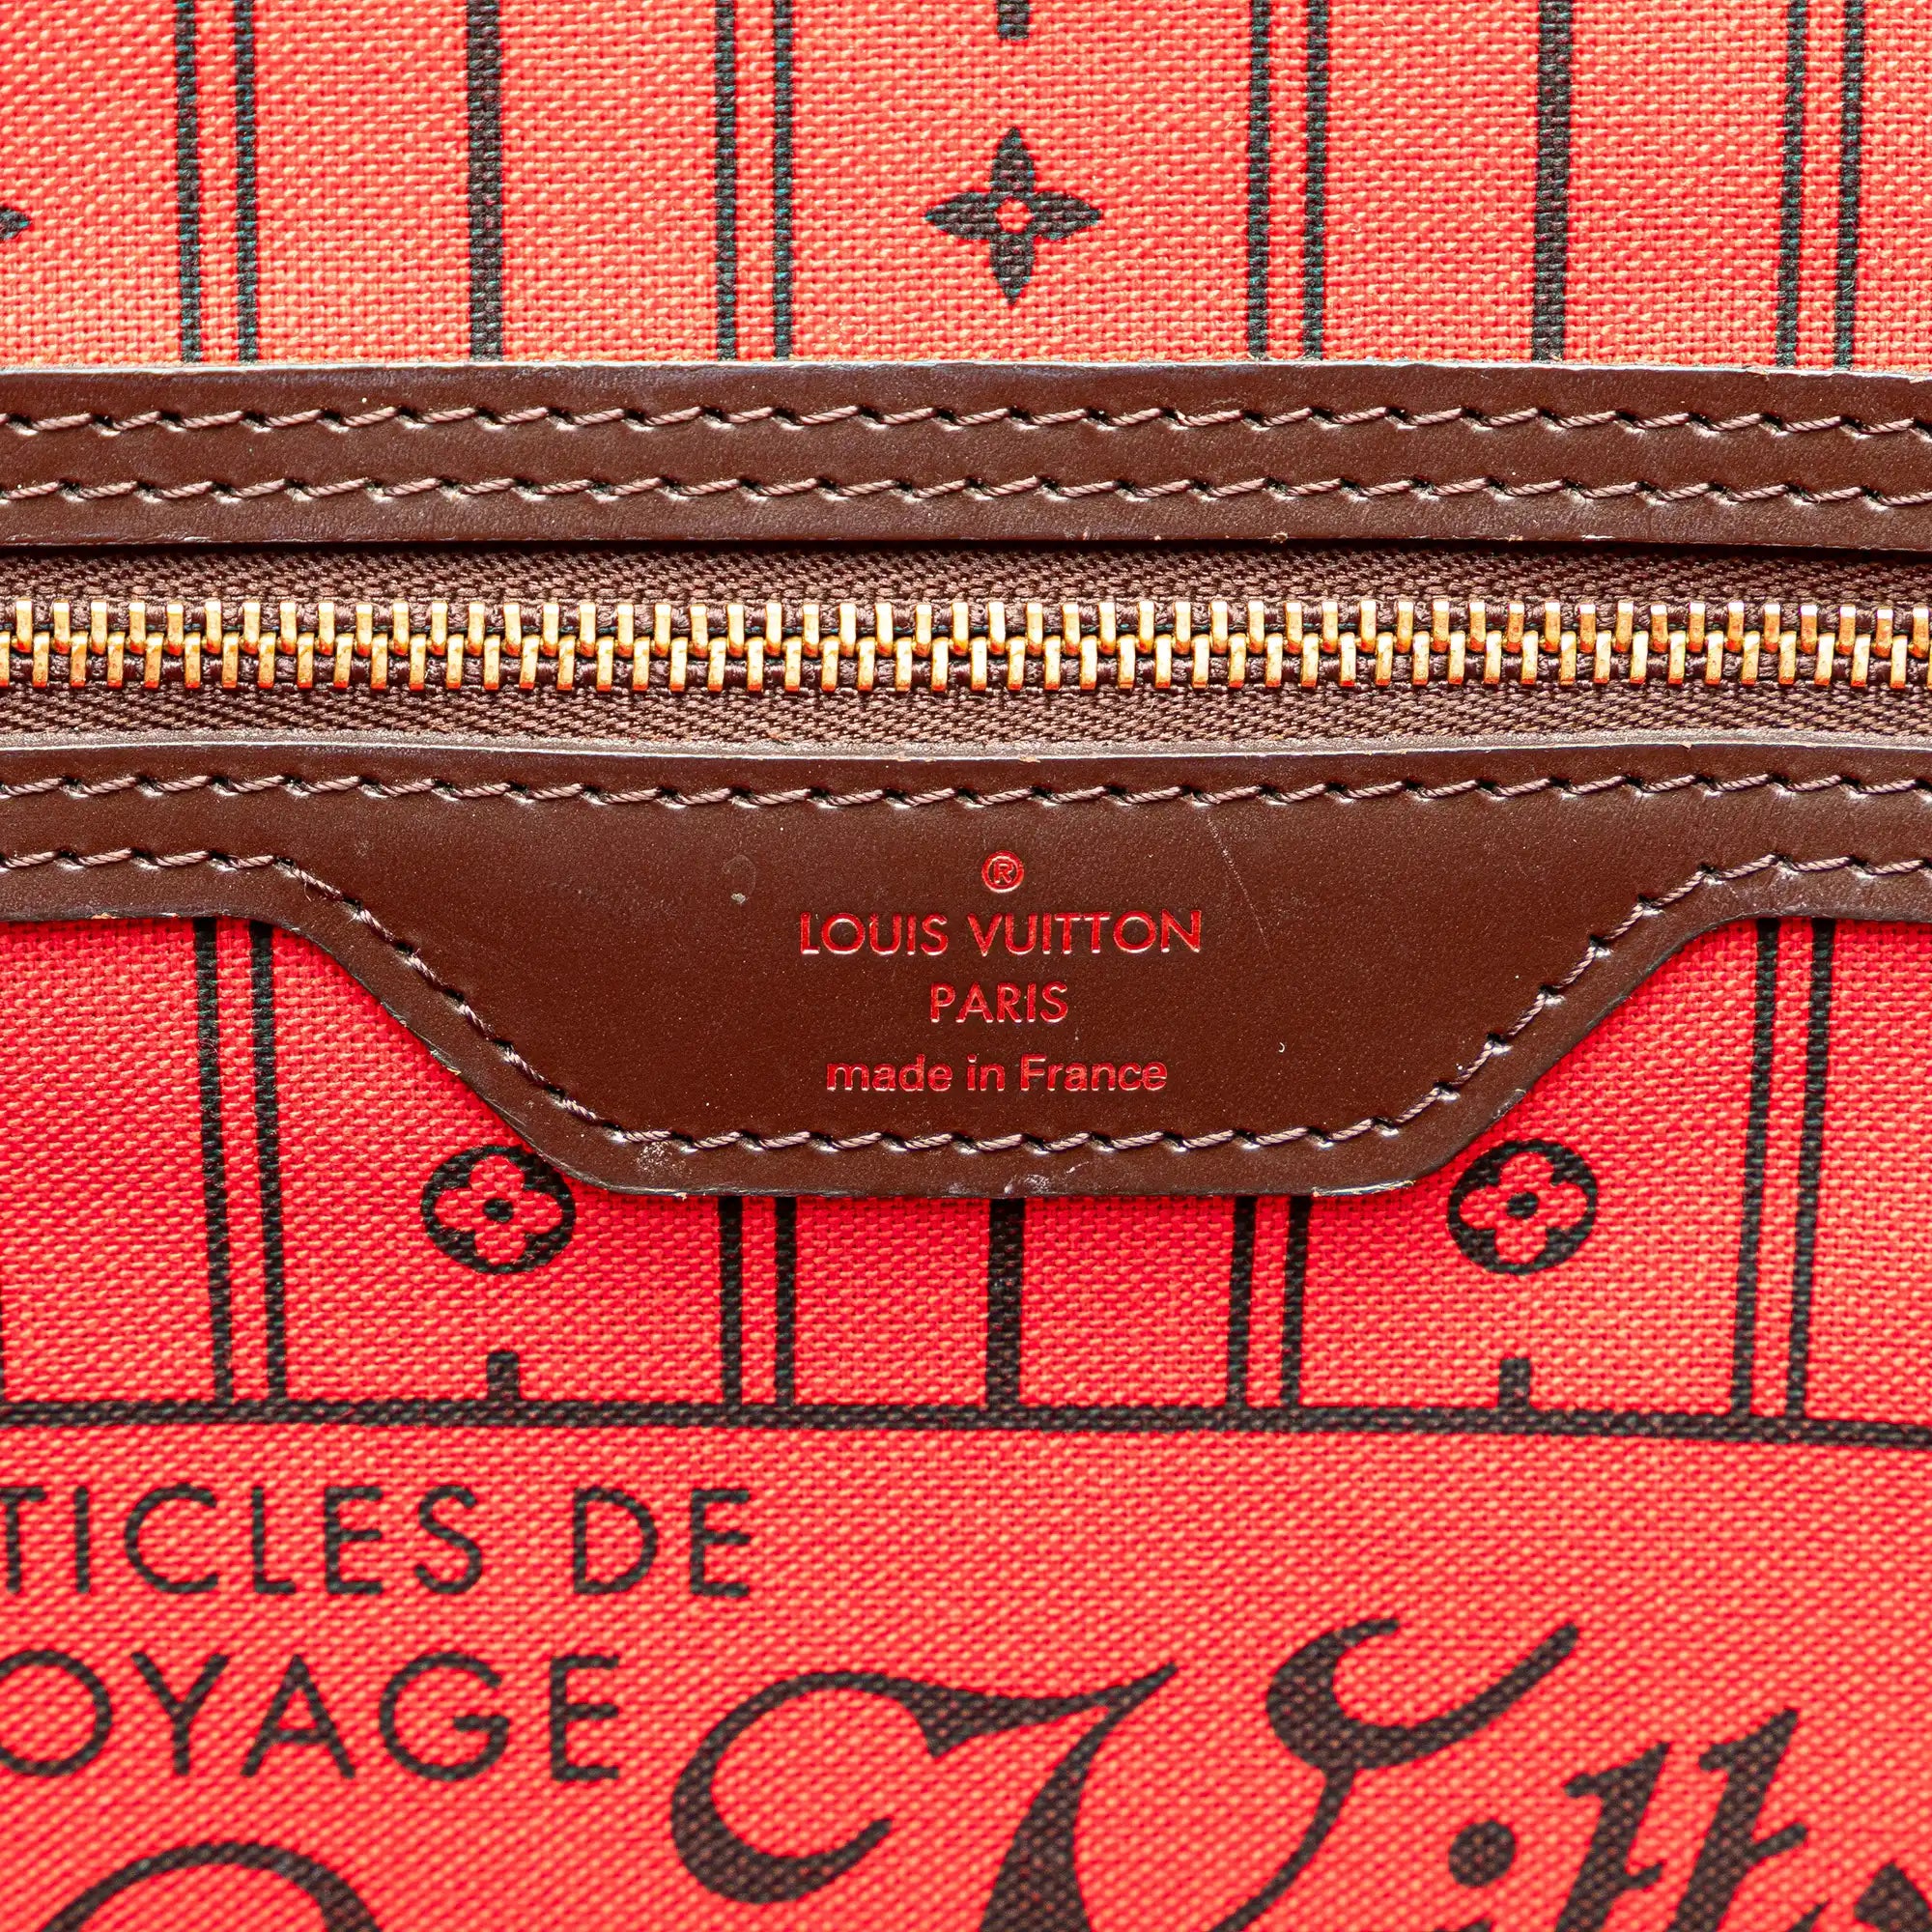 ®
LOUIS VUITTON
PARIS
made in France
TICLES DE
OYAGE